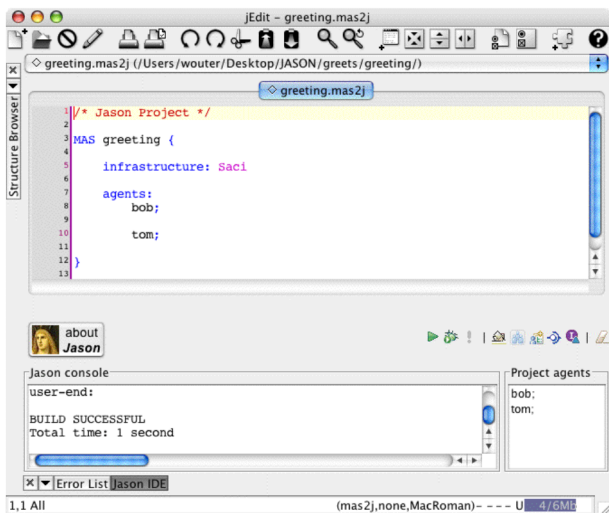 jEdit - greeting.mas2j
greeting.mas2j (/Users/wouter/Desktop/JASON/greets/greeting/)
greeting.mas2j
Structure Browser
1 /* Jason Project */
2
3 MAS greeting {
4
5 infrastructure: Saci
6
7 agents:
8 bob;
9
10 tom;
11
12 }
13
about
Jason
Jason console
user-end:
BUILD SUCCESSFUL
Total time: 1 second
Project agents
bob;
tom;
Error List Jason IDE
1,1 All (mas2j,none,MacRoman)- - - - U 4/6Mb